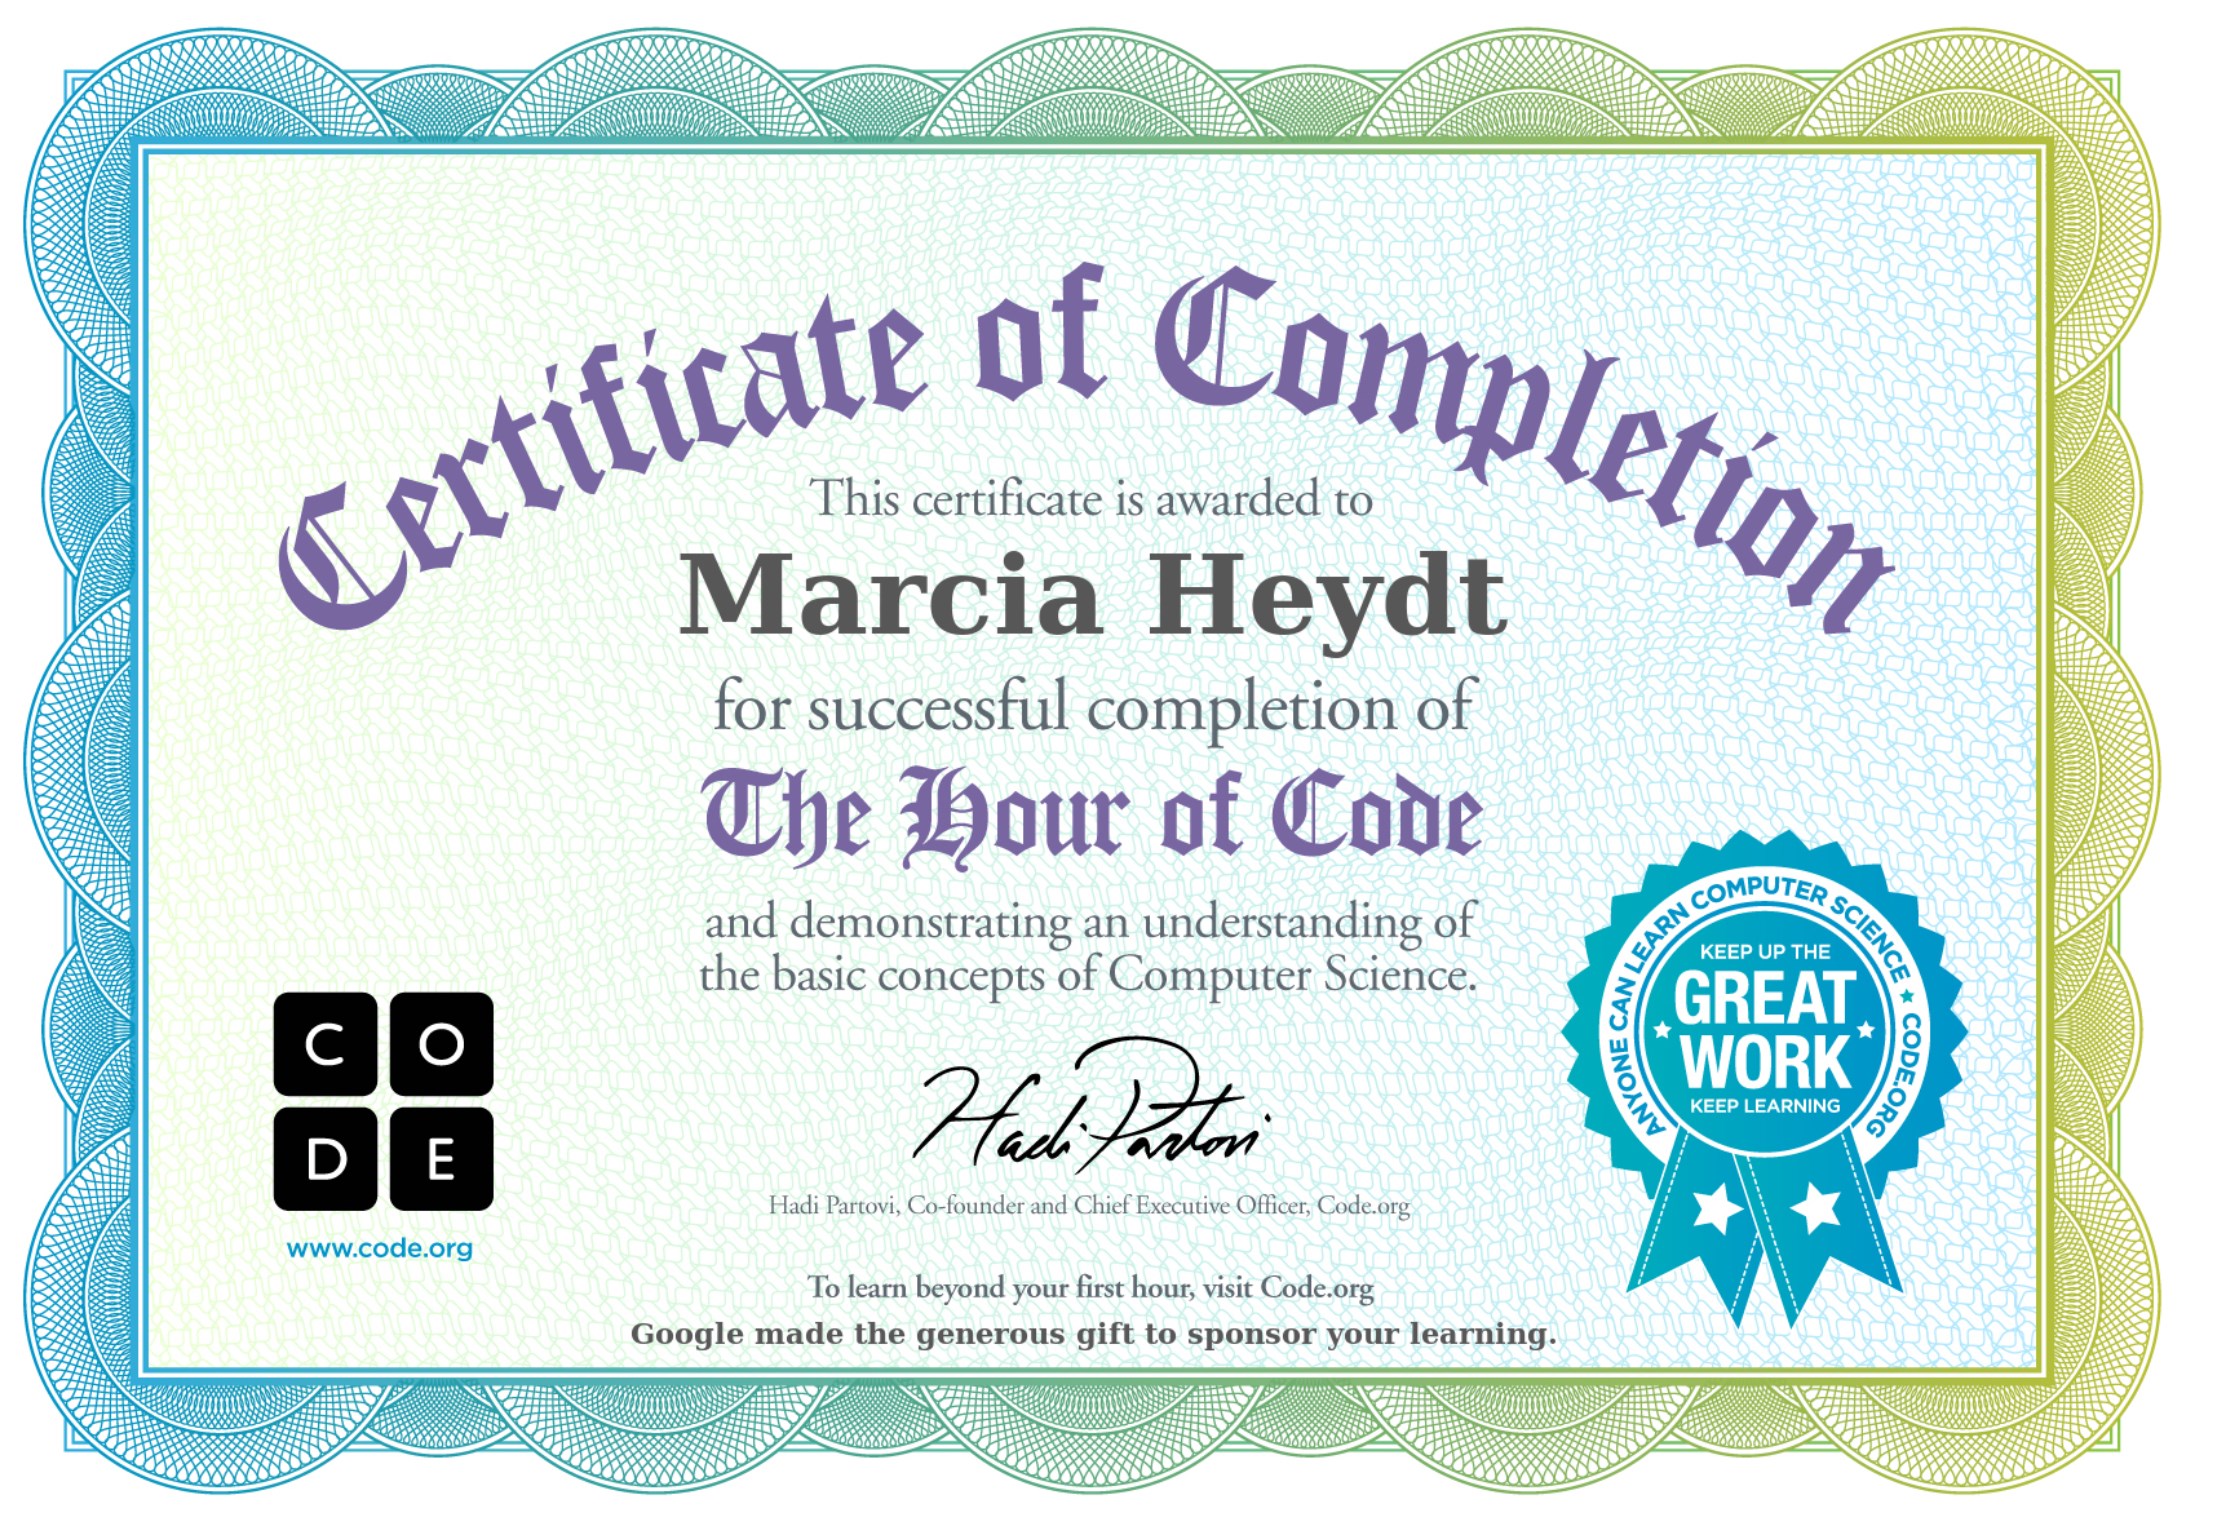 Certificate of Completion
This certificate is awarded to
Marcia Heydt
for successful completion of
The Hour of Code
and demonstrating an understanding of
the basic concepts of Computer Science.
C O
D E
www.code.org
Hadi Partovi
Hadi Partovi, Co-founder and Chief Executive Officer, Code.org
To learn beyond your first hour, visit Code.org
Google made the generous gift to sponsor your learning.
ANYONE CAN LEARN COMPUTER SCIENCE ★ CODE.ORG
KEEP UP THE
GREAT
WORK
KEEP LEARNING